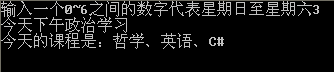 输入一个0~6之间的数字代表星期日至星期六3
今天下午政治学习
今天的课程是：哲学、英语、C#